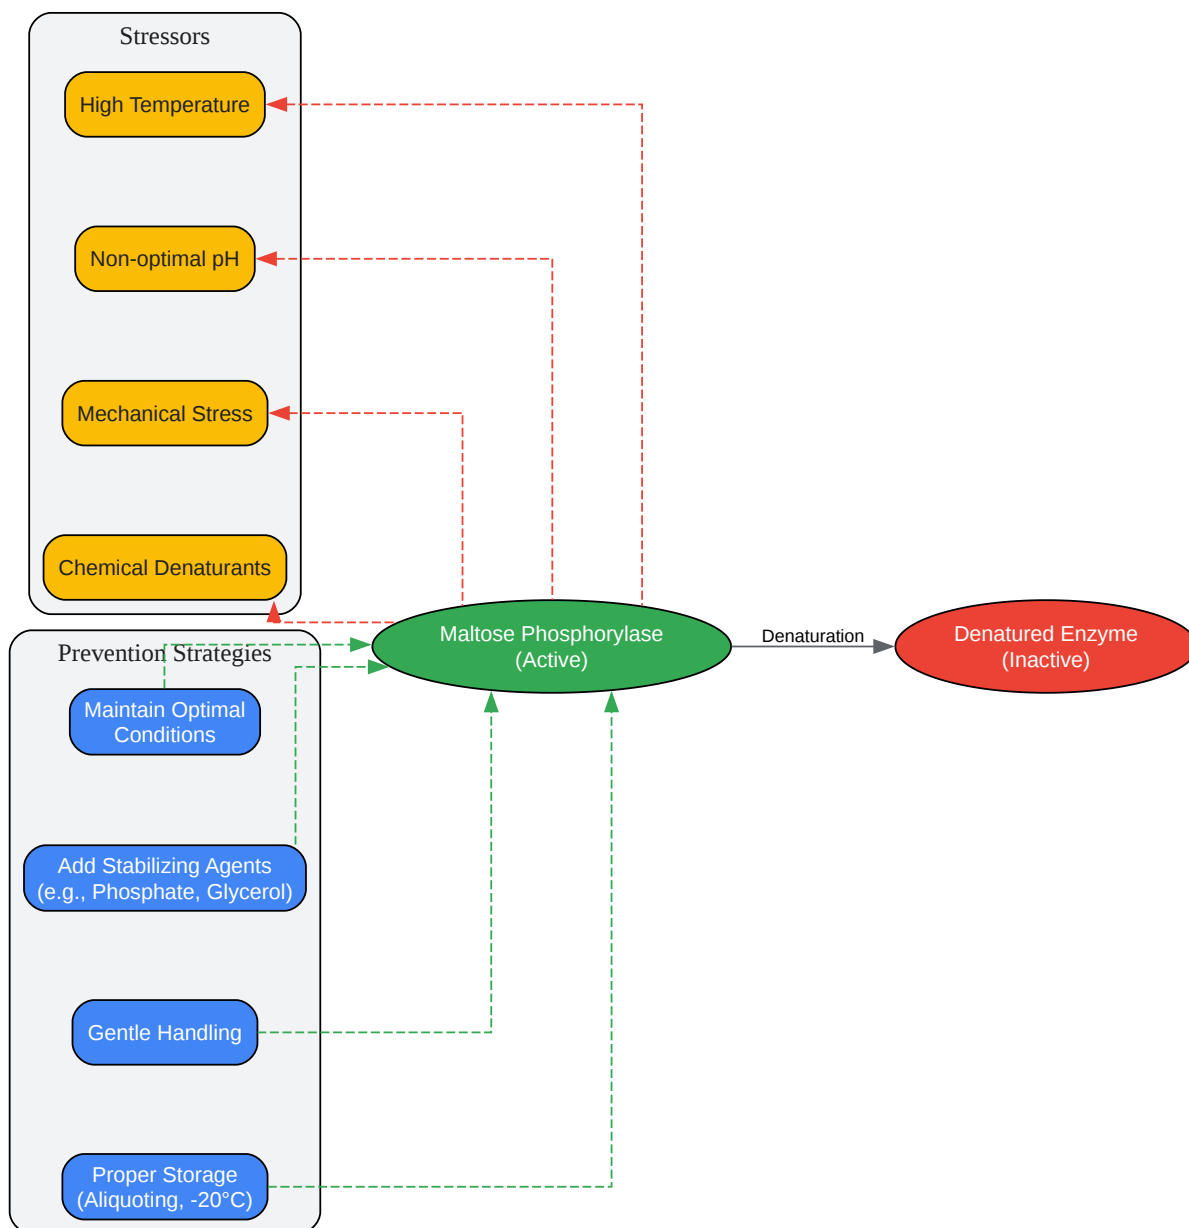 Stressors
High Temperature
Non-optimal pH
Mechanical Stress
Chemical Denaturants
Maltose Phosphorylase
(Active)
Denaturation
Denatured Enzyme
(Inactive)
Prevention Strategies
Maintain Optimal
Conditions
Add Stabilizing Agents
(e.g., Phosphate, Glycerol)
Gentle Handling
Proper Storage
(Aliquoting, -20°C)